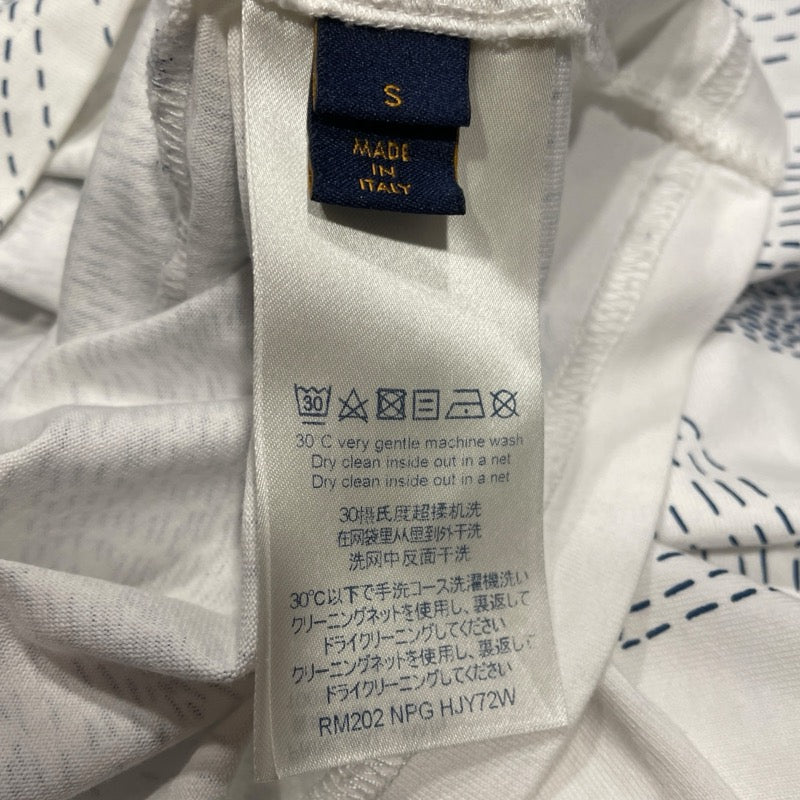 S
MADE
IN
ITALY
30
30 C very gentle machine wash
Dry clean inside out in a net
Dry clean inside out in a net
30摄氏度超揉机洗
在网袋里从里到外干洗
洗网中反面干洗
30℃以下で手洗コース洗濯機洗い
クリーニングネットを使用し、裏返して
ドライクリーニングしてください
クリーニングネットを使用し、裏返して
ドライクリーニングしてください
RM202 NPG HJY72W